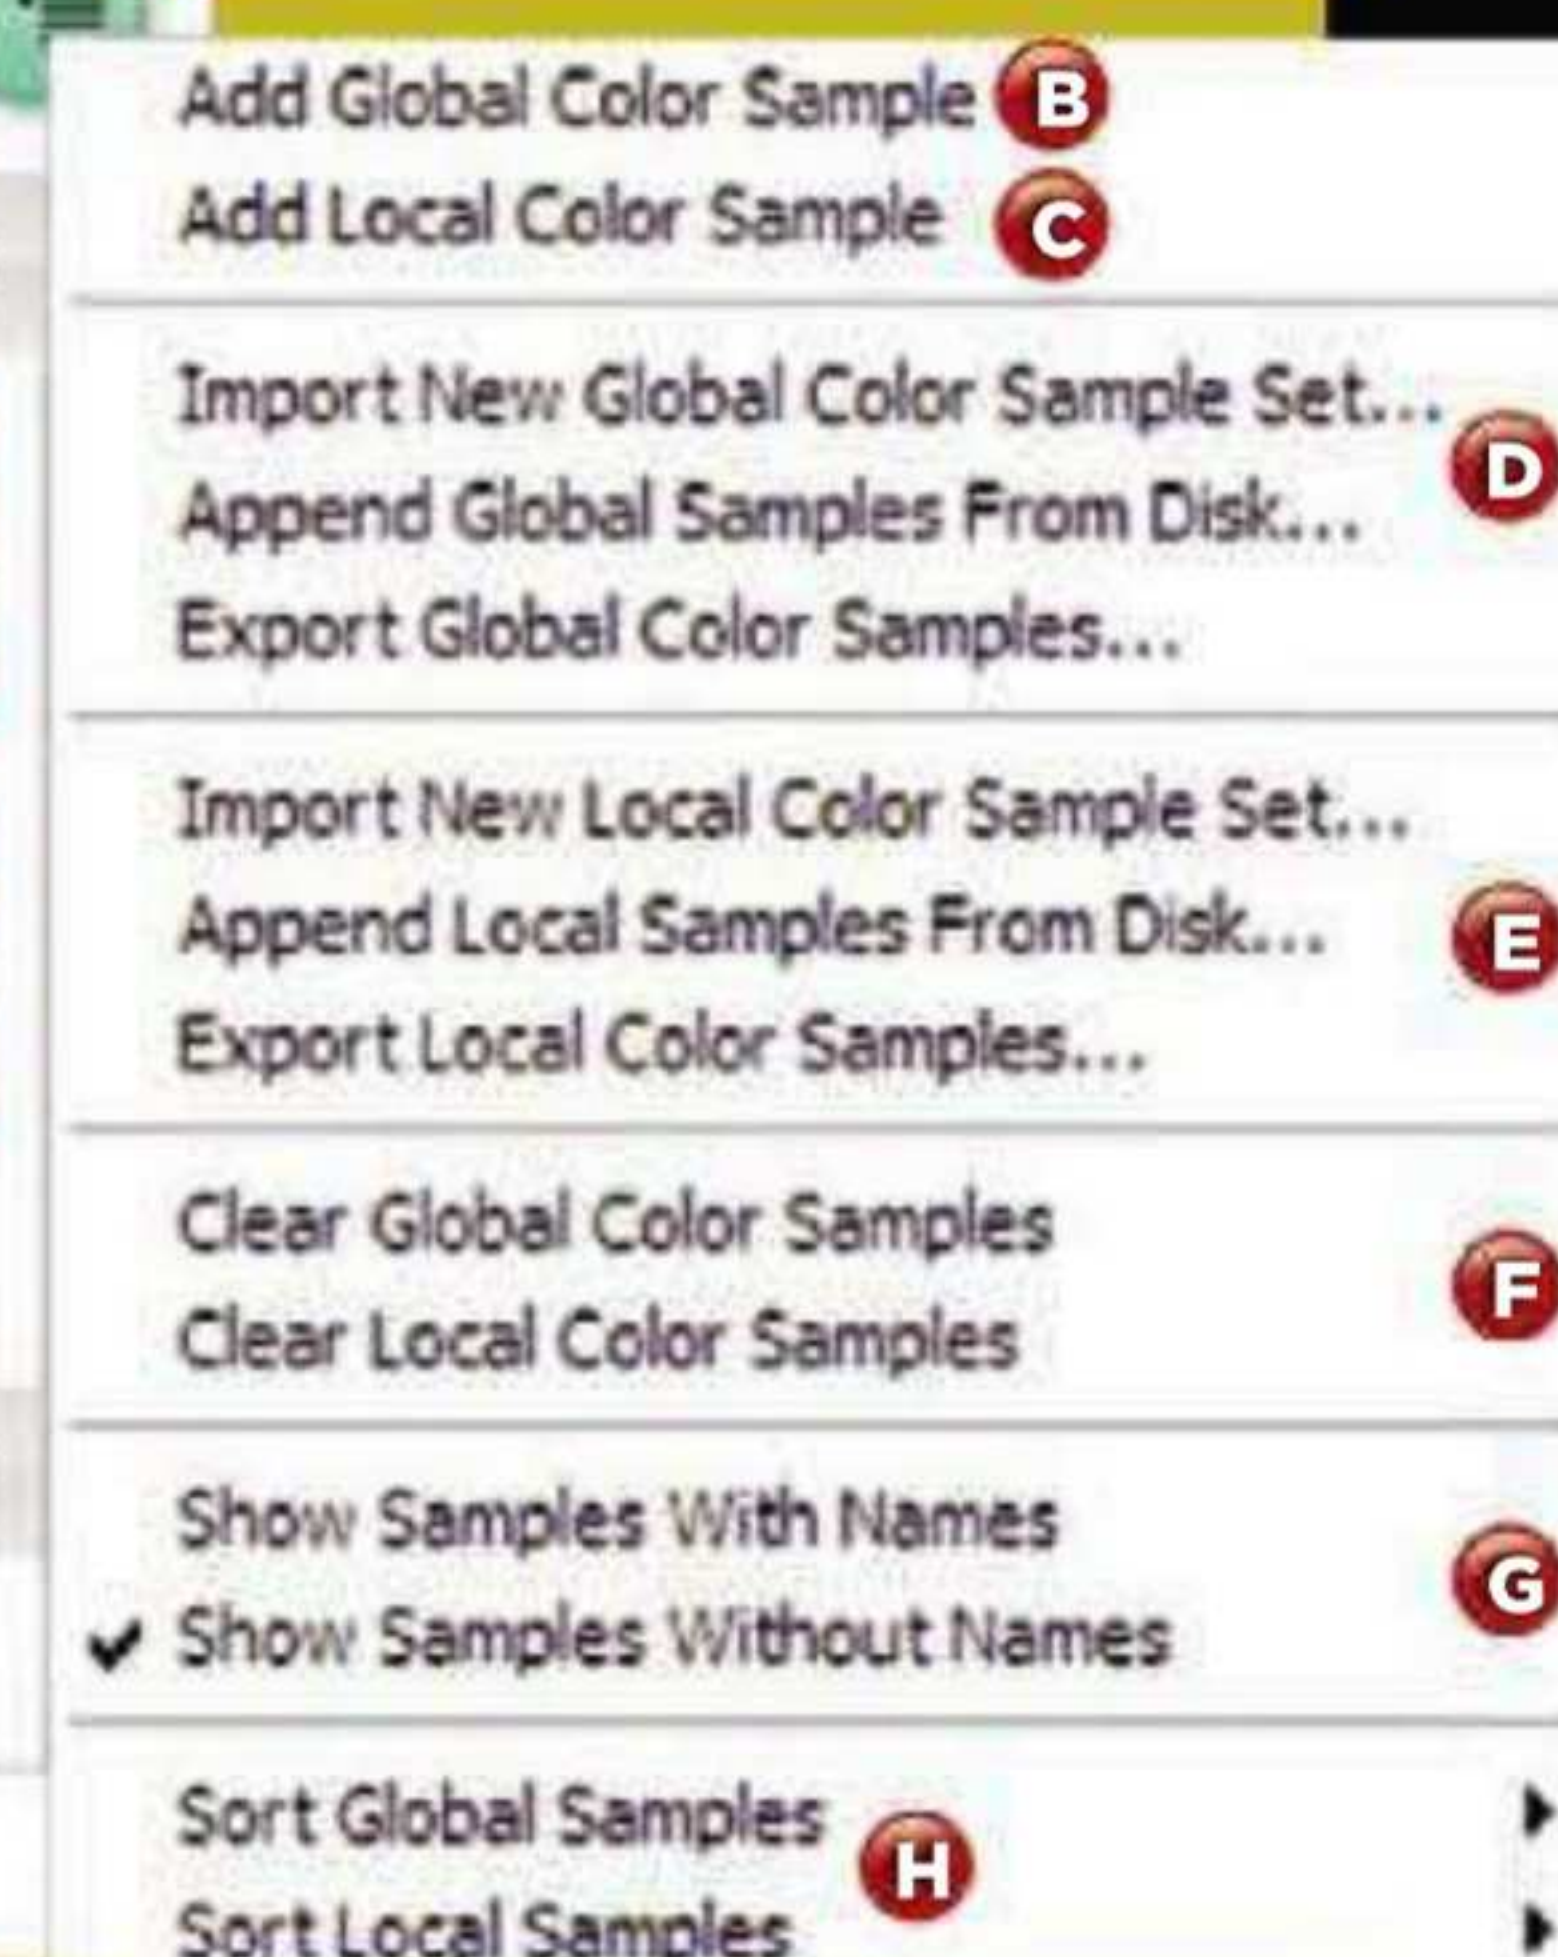 Add Global Color Sample B
Add Local Color Sample C
Import New Global Color Sample Set...
D
Append Global Samples From Disk...
Export Global Color Samples...
Import New Local Color Sample Set...
Append Local Samples From Disk... E
Export Local Color Samples...
Clear Global Color Samples
F
Clear Local Color Samples
Show Samples With Names
G
Show Samples Without Names
Sort Global Samples
H
Sort Local Samples